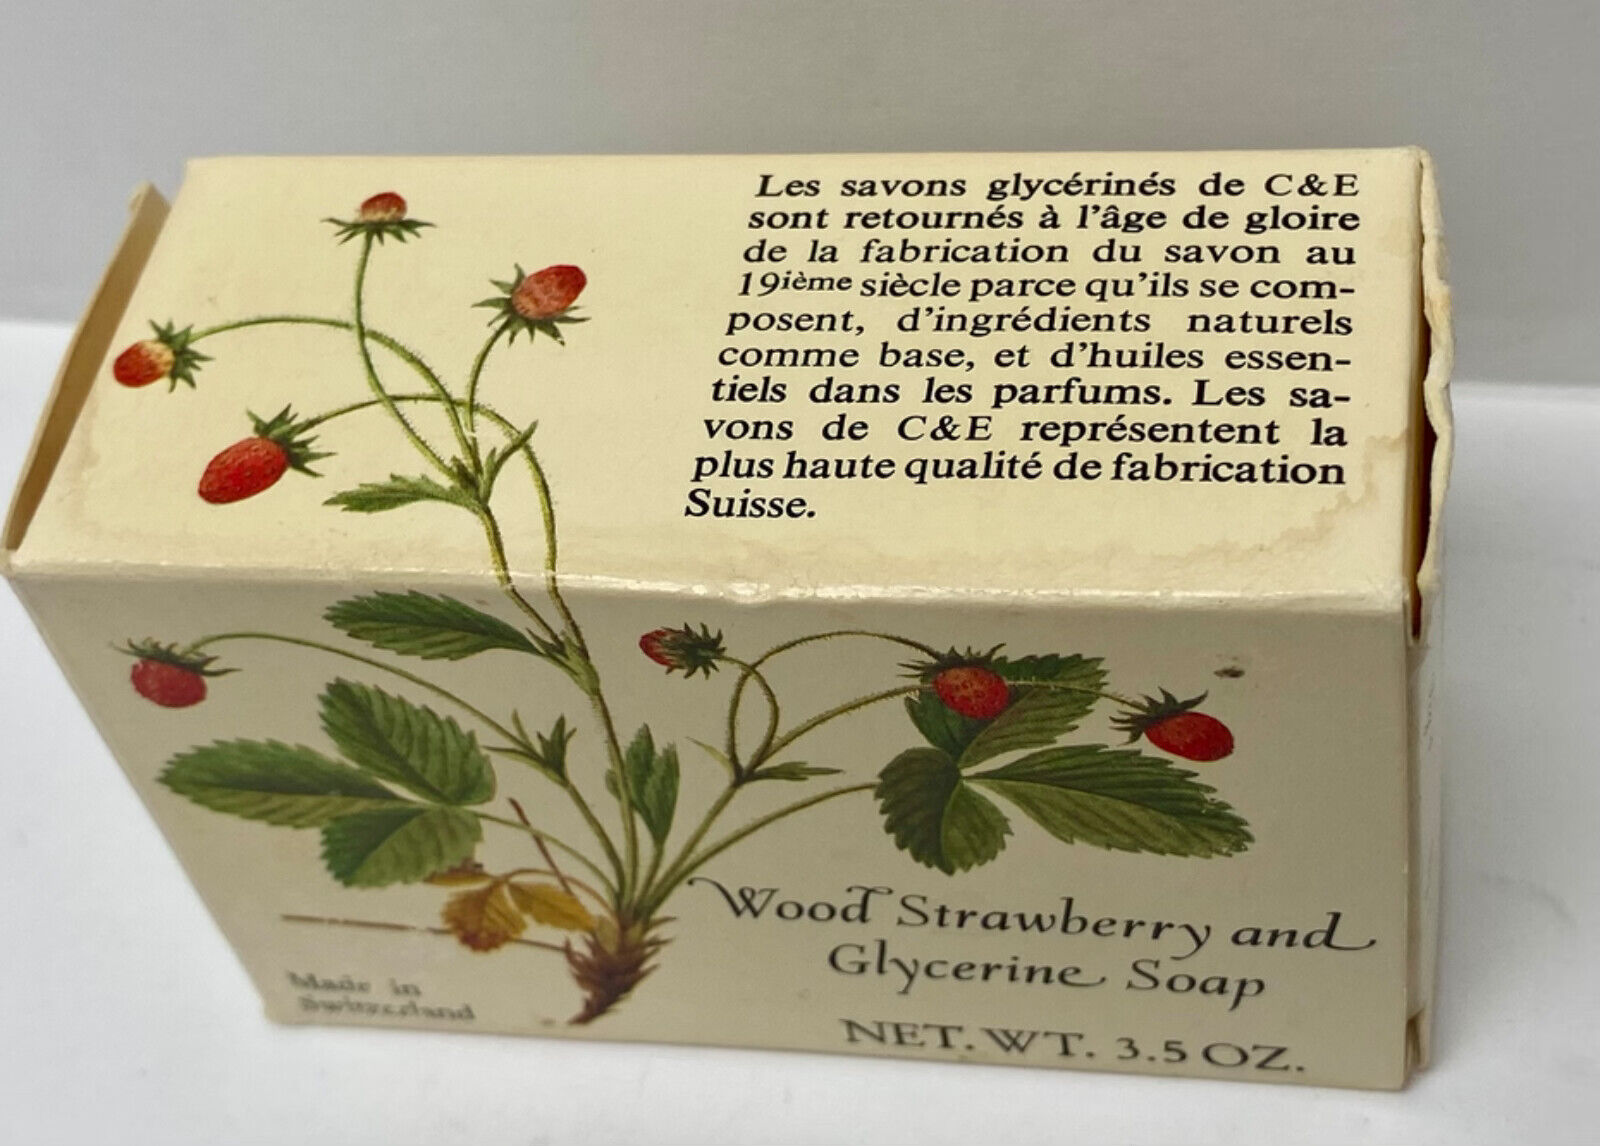 Les savons glycérinés de C&E
sont retournés à l'âge de gloire
de la fabrication du savon au
19ième siècle parce qu'ils se com-
posent, d'ingrédients naturels
comme base, et d'huiles essen-
tiels dans les parfums. Les sa-
vons de C&E représentent la
plus haute qualité de fabrication
Suisse.
Wood Strawberry and
Glycerine Soap
Made in
Switzerland
NET. WT. 3.5 OZ.